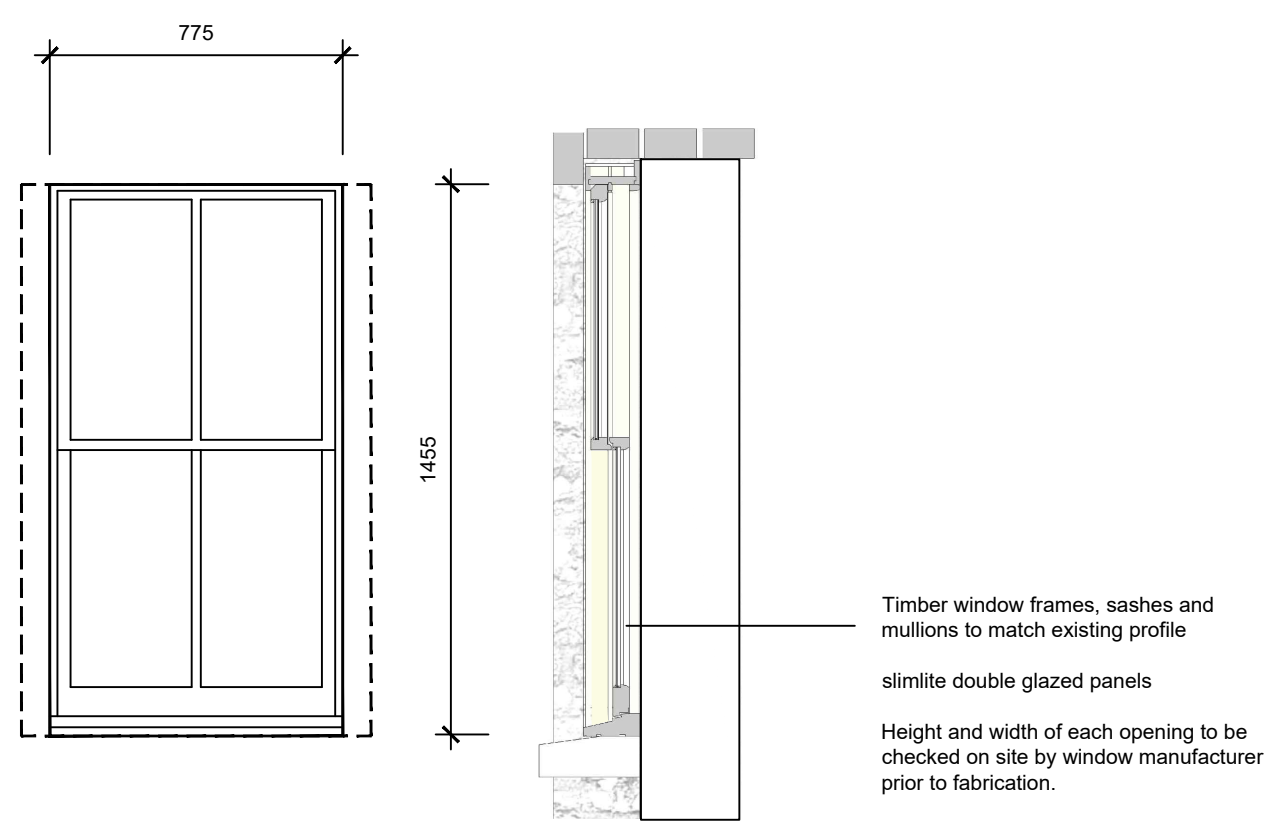 775
1455
Timber window frames, sashes and
mullions to match existing profile
slimlite double glazed panels
Height and width of each opening to be
checked on site by window manufacturer
prior to fabrication.